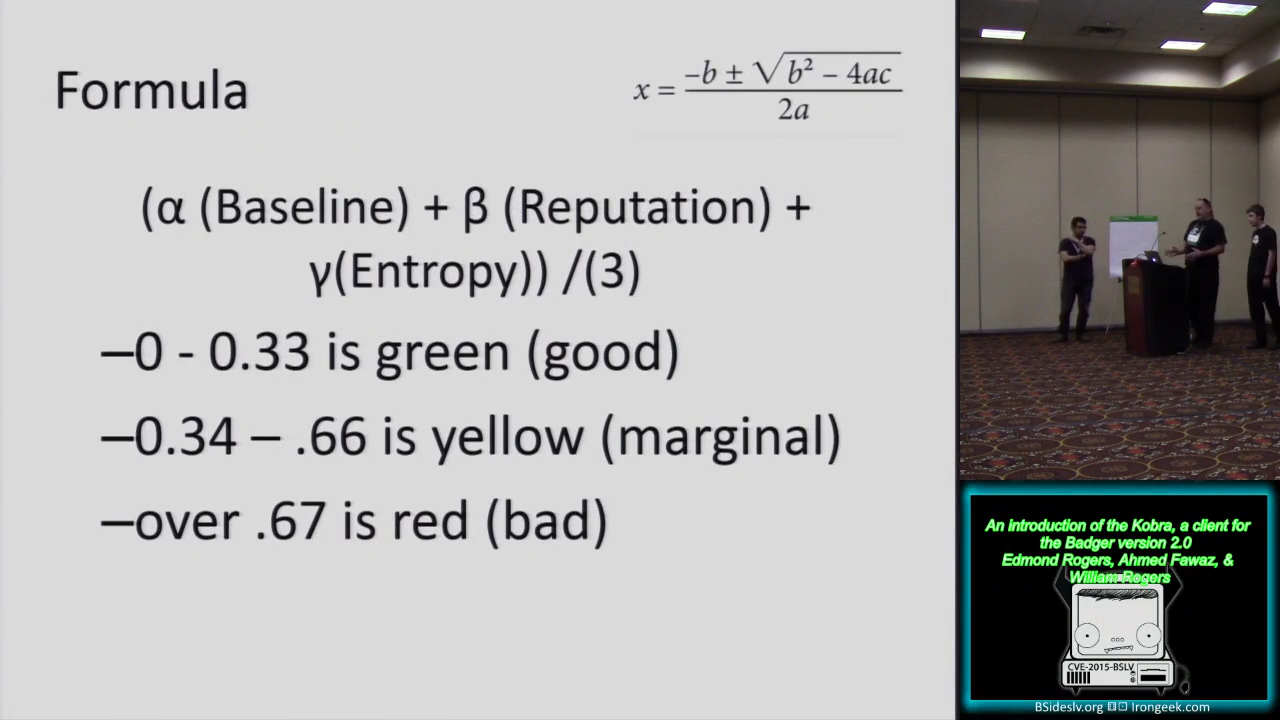 Formula
x = –b ± √b² – 4ac / 2a
(α (Baseline) + β (Reputation) +
γ(Entropy)) /(3)
–0 - 0.33 is green (good)
–0.34 – .66 is yellow (marginal)
–over .67 is red (bad)
An introduction of the Kobra, a client for
the Badger version 2.0
Edmond Rogers, Ahmed Fawaz, &
William Rogers
CVE-2015-BSLV
BSideslv.org ⚅⚀ Irongeek.com